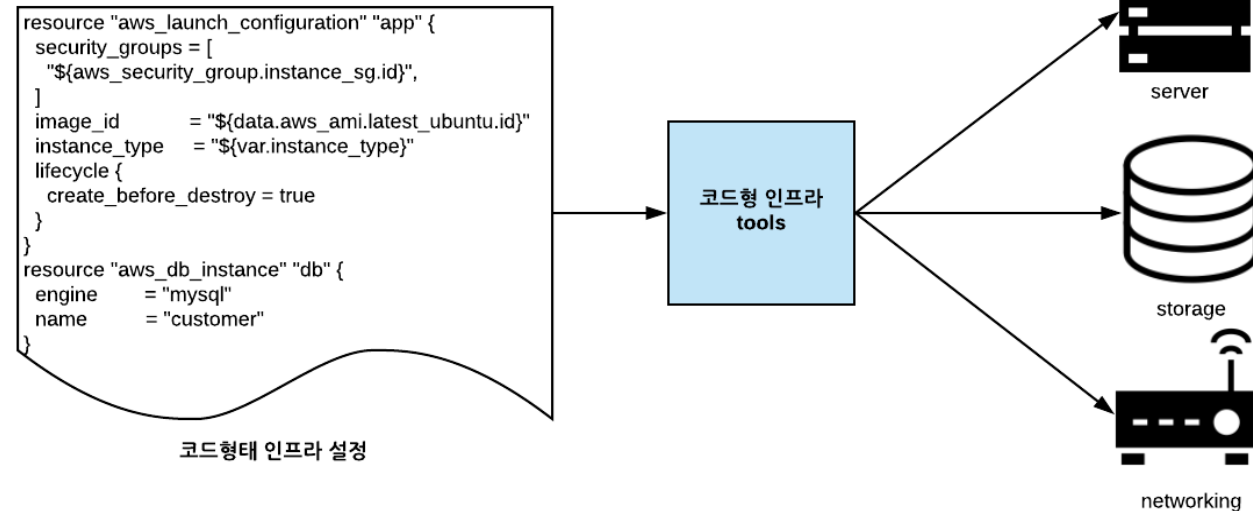 resource "aws_launch_configuration" "app" {
  security_groups = [
    "${aws_security_group.instance_sg.id}",
  ]
  image_id           = "${data.aws_ami.latest_ubuntu.id}"
  instance_type    = "${var.instance_type}"
  lifecycle {
    create_before_destroy = true
  }
}
resource "aws_db_instance" "db" {
  engine       = "mysql"
  name         = "customer"
}
코드형태 인프라 설정
코드형 인프라
tools
server
storage
networking